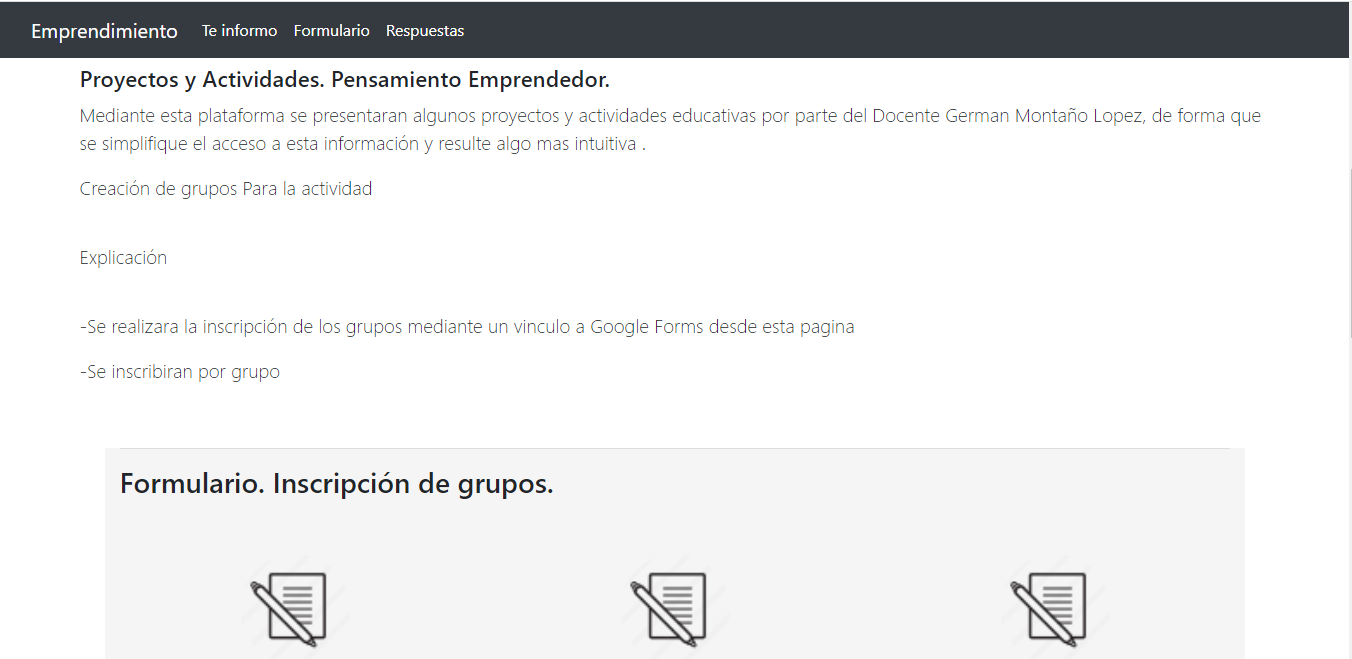 Emprendimiento Te informo Formulario Respuestas
Proyectos y Actividades. Pensamiento Emprendedor.
Mediante esta plataforma se presentaran algunos proyectos y actividades educativas por parte del Docente German Montaño Lopez, de forma que
se simplifique el acceso a esta información y resulte algo mas intuitiva .
Creación de grupos Para la actividad
Explicación
-Se realizara la inscripción de los grupos mediante un vinculo a Google Forms desde esta pagina
-Se inscribiran por grupo
Formulario. Inscripción de grupos.